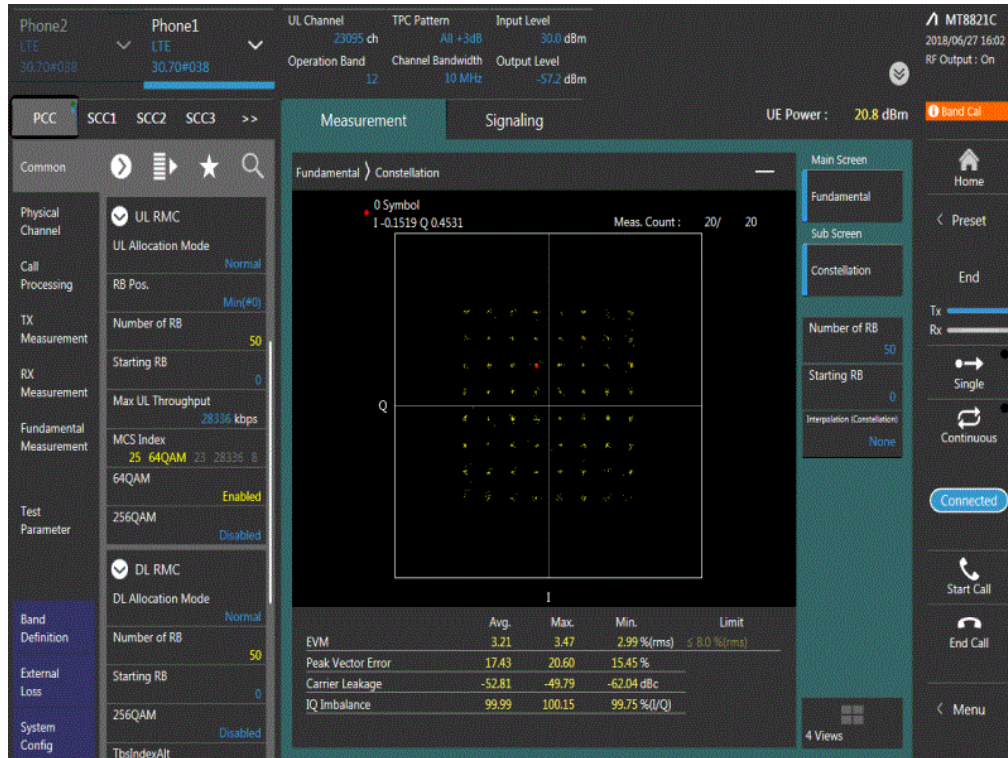 Phone2
LTE
30.70#038
Phone1
LTE
30.70#038
UL Channel
23095 ch
TPC Pattern
All +3dB
Input Level
30.0 dBm
Operation Band
12
Channel Bandwidth
10 MHz
Output Level
-57.2 dBm
MT8821C
2018/06/27 16:02
RF Output : On
PCC SCC1 SCC2 SCC3 >>
Measurement
Signaling
UE Power : 20.8 dBm
Band Cal
Common
Physical
Channel
Call
Processing
TX
Measurement
RX
Measurement
Fundamental
Measurement
Test
Parameter
Band
Definition
External
Loss
System
Config
UL RMC
UL Allocation Mode
Normal
RB Pos.
Min(#0)
Number of RB
50
Starting RB
0
Max UL Throughput
28336 kbps
MCS Index
25 64QAM 23 28336 8
64QAM
Enabled
256QAM
Disabled
DL RMC
DL Allocation Mode
Normal
Number of RB
50
Starting RB
0
256QAM
Disabled
TbsIndexAlt
Fundamental ⟩ Constellation
0 Symbol
I -0.1519 Q 0.4531
Meas. Count : 20/ 20
Q
I
Avg. Max. Min. Limit
EVM 3.21 3.47 2.99 %(rms) ≤ 8.0 %(rms)
Peak Vector Error 17.43 20.60 15.45 %
Carrier Leakage -52.81 -49.79 -62.04 dBc
IQ Imbalance 99.99 100.15 99.75 %(I/Q)
Main Screen
Fundamental
Sub Screen
Constellation
Number of RB
50
Starting RB
0
Interpolation (Constellation)
None
4 Views
Home
< Preset
End
Tx
Rx
Single
Continuous
Connected
Start Call
End Call
< Menu